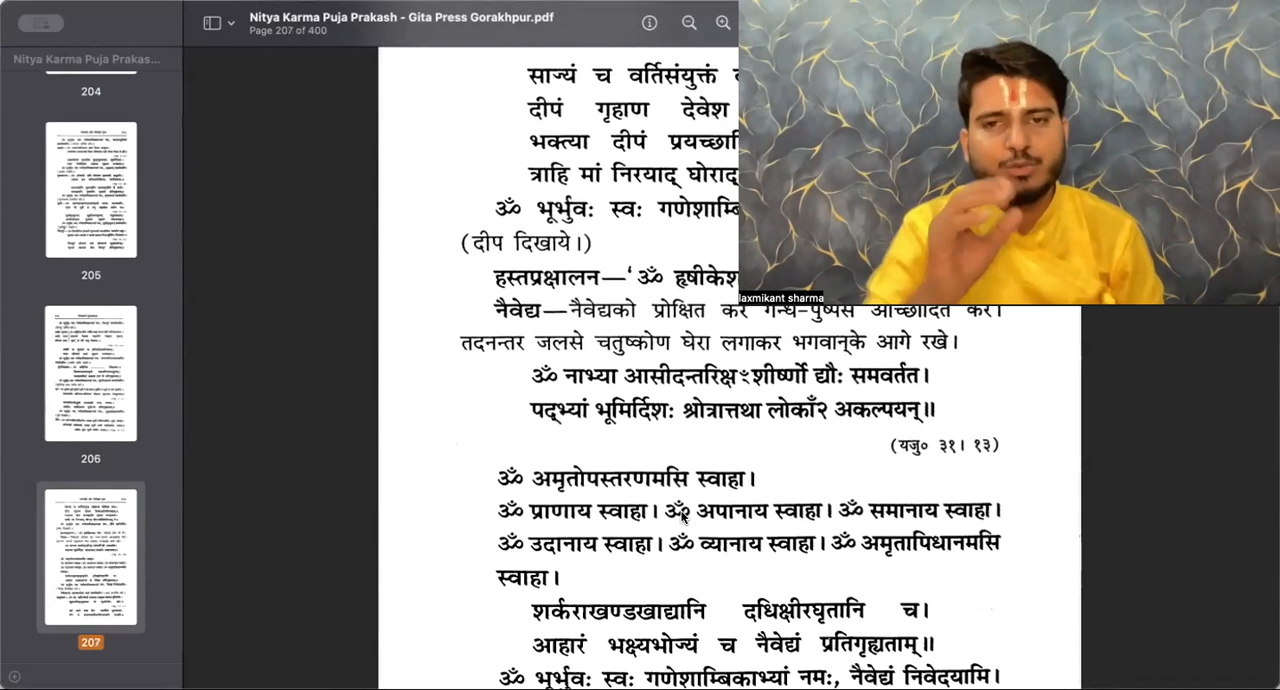 Nitya Karma Puja Prakas...
204
205
206
207
Nitya Karma Puja Prakash - Gita Press Gorakhpur.pdf
Page 207 of 400
साज्यं च वर्तिसंयुक्तं
दीपं गृहाण देवेश
भक्त्या दीपं प्रयच्छामि
त्राहि मां निरयाद् घोराद्
ॐ भूर्भुवः स्वः
(दीप दिखाये।)
हस्तप्रक्षालन—'ॐ हृषीकेश
नैवेद्य—नैवेद्यको प्रोक्षित कर गन्ध-पुष्पसे आच्छादित करे।
तदनन्तर जलसे चतुष्कोण घेरा लगाकर भगवान्‌के आगे रखे।
ॐ नाभ्या आसीदन्तरिक्षꣳशीर्ष्णो द्यौः समवर्तत।
पद्भ्यां भूमिर्दिशः श्रोत्रात्तथा लोकाँ२ अकल्पयन्॥
(यजु० ३१। १३)
ॐ अमृतोपस्तरणमसि स्वाहा।
ॐ प्राणाय स्वाहा। ॐ अपानाय स्वाहा। ॐ समानाय स्वाहा।
ॐ उदानाय स्वाहा। ॐ व्यानाय स्वाहा। ॐ अमृतापिधानमसि
स्वाहा।
शर्कराखण्डखाद्यानि दधिक्षीरघृतानि च।
आहारं भक्ष्यभोज्यं च नैवेद्यं प्रतिगृह्यताम्॥
ॐ भूर्भुवः स्वः गणेशाम्बिकाभ्यां नमः, नैवेद्यं निवेदयामि।
laxmikant sharma